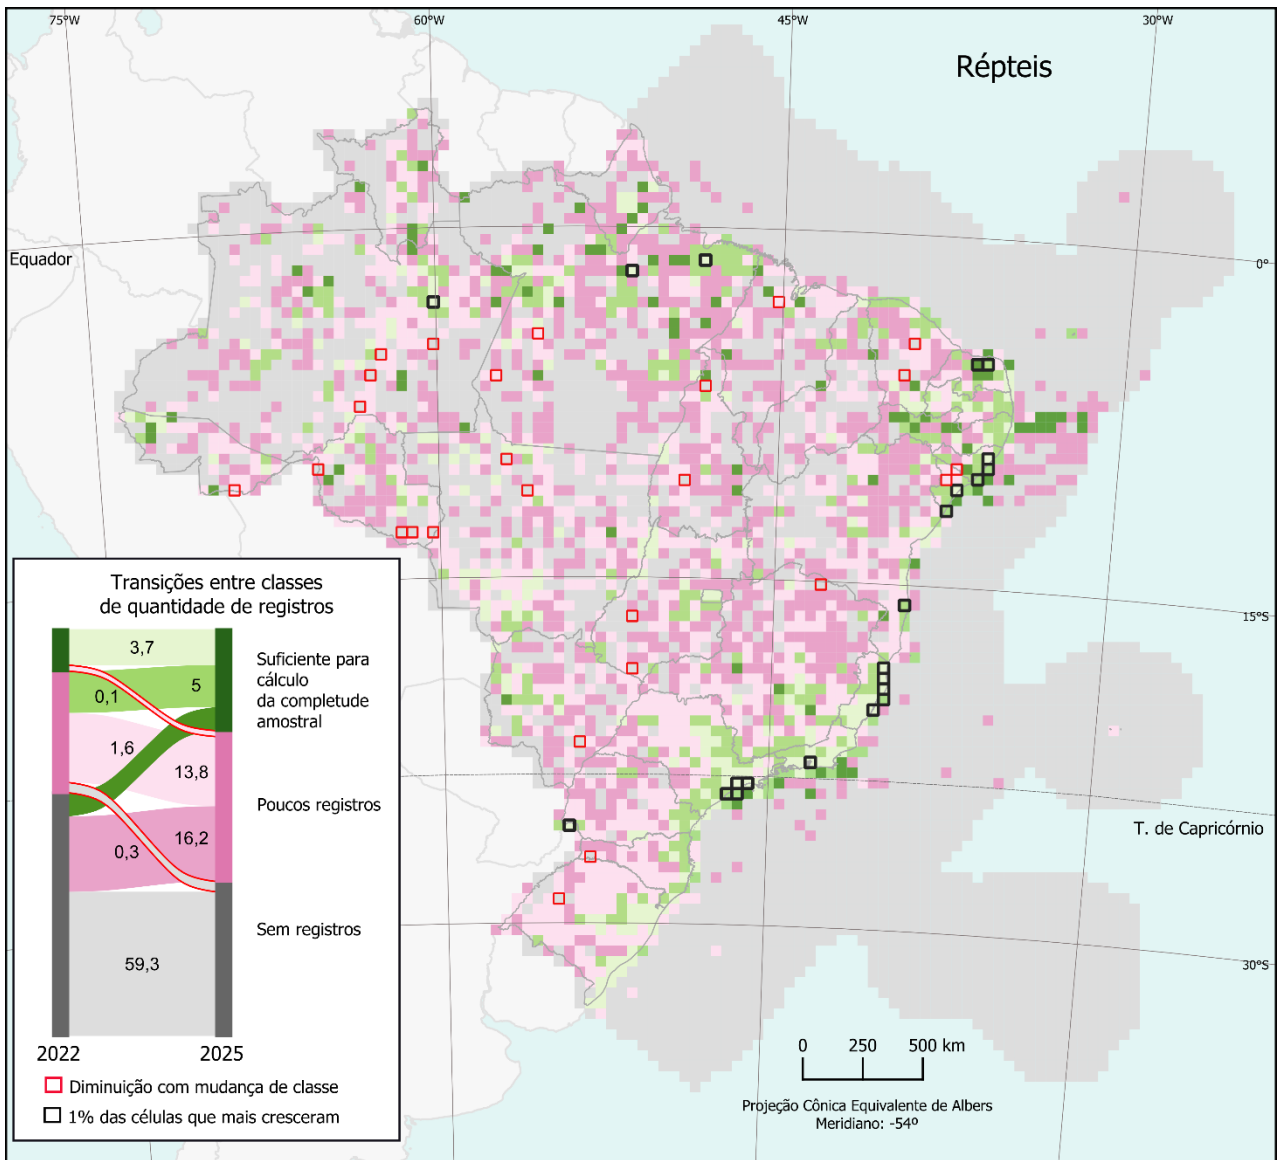 75°W
60°W
45°W
30°W
Répteis
Equador
0°
15°S
T. de Capricórnio
30°S
Transições entre classes
de quantidade de registros
3,7
0,1
5
1,6
13,8
0,3
16,2
59,3
Suficiente para
cálculo
da completude
amostral
Poucos registros
Sem registros
2022
2025
Diminuição com mudança de classe
1% das células que mais cresceram
0 250 500 km
Projeção Cônica Equivalente de Albers
Meridiano: -54º